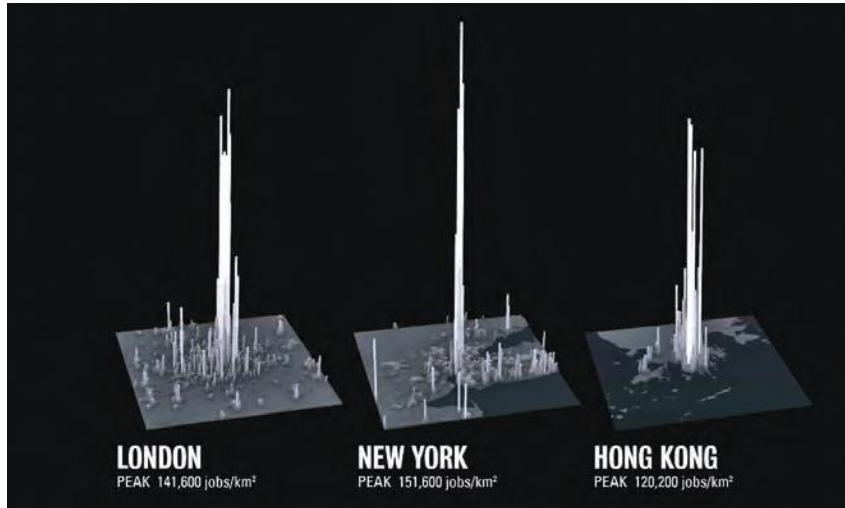 LONDON
PEAK 141,600 jobs/km²
NEW YORK
PEAK 151,600 jobs/km²
HONG KONG
PEAK 120,200 jobs/km²